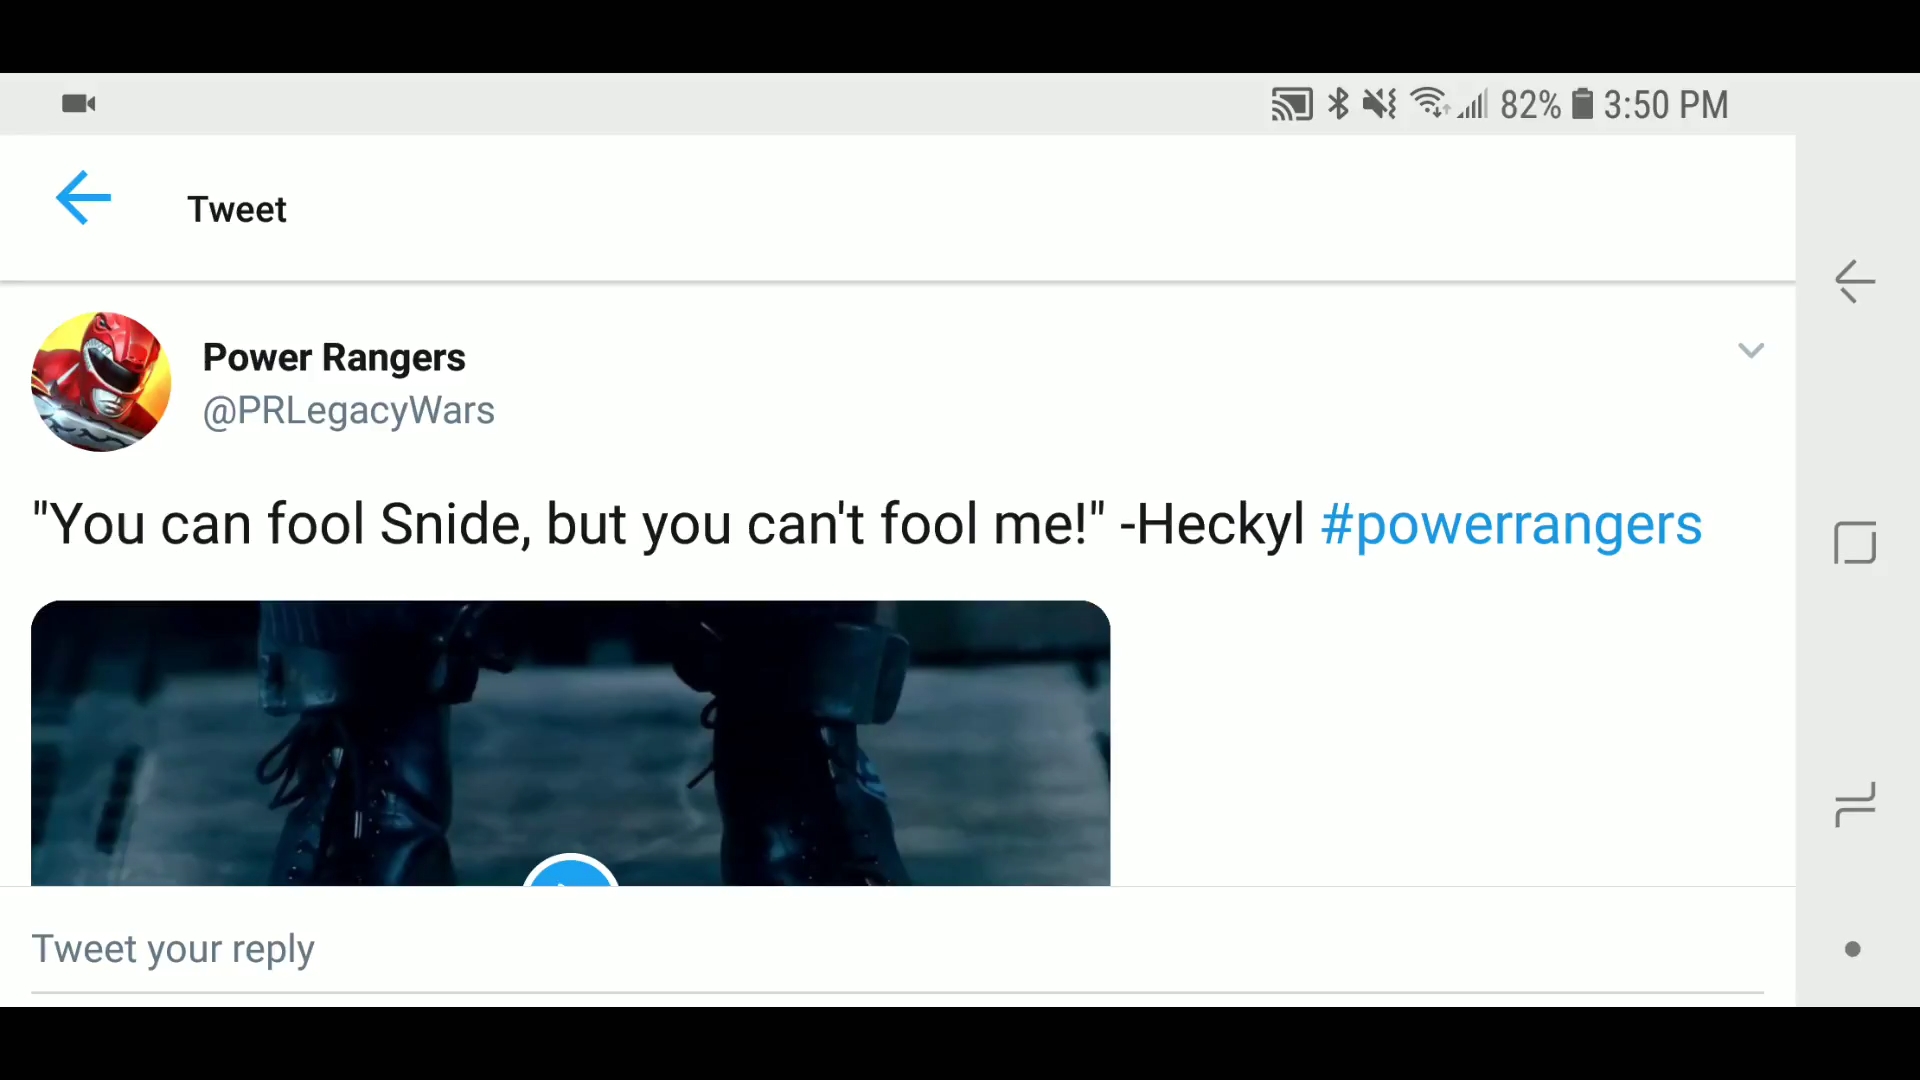 82% 3:50 PM
Tweet
Power Rangers
@PRLegacyWars
"You can fool Snide, but you can't fool me!" -Heckyl #powerrangers
Tweet your reply